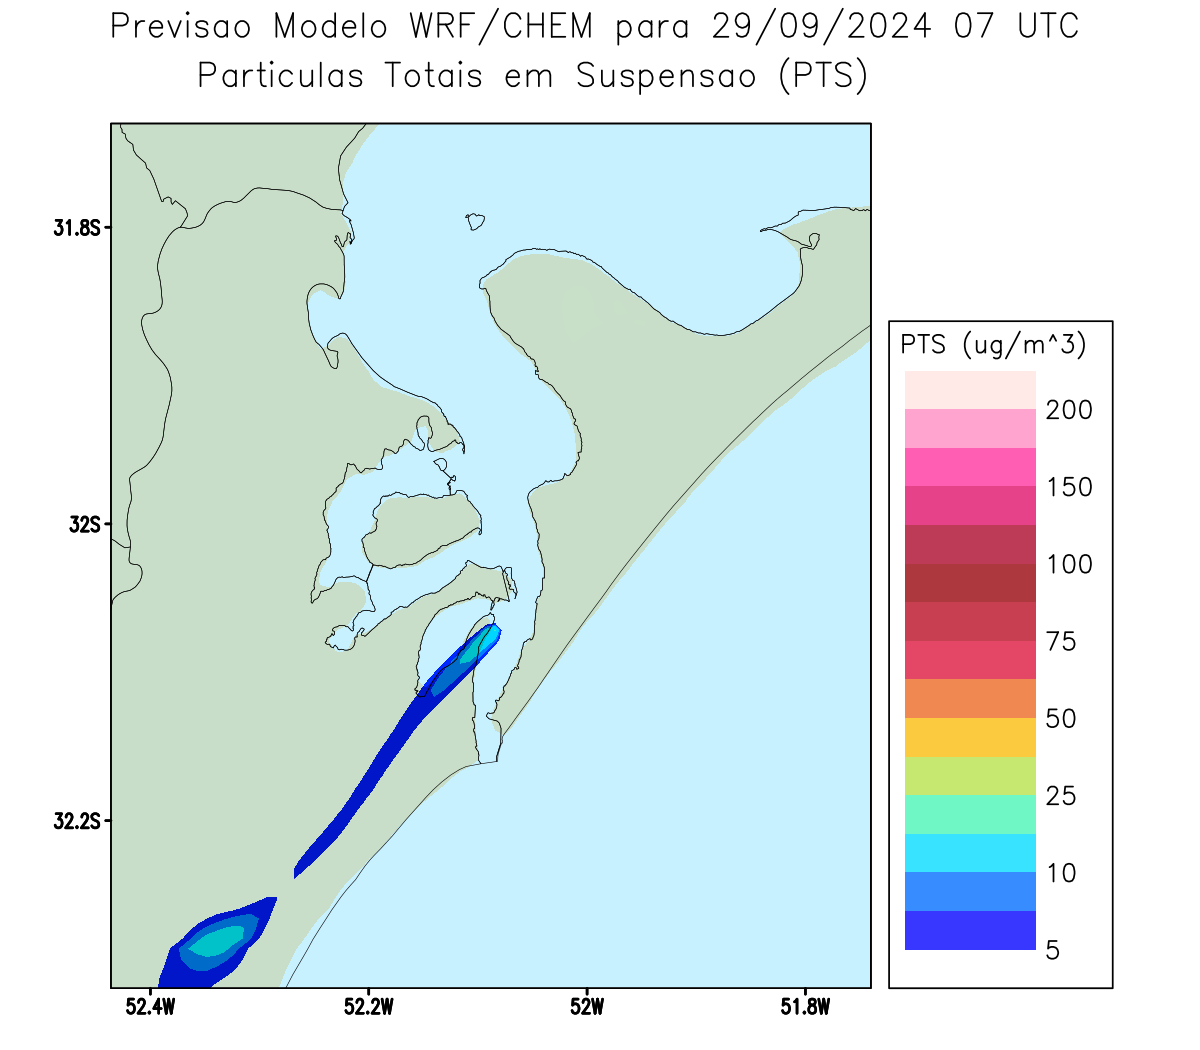 Previsao Modelo WRF/CHEM para 29/09/2024 07 UTC
Particulas Totais em Suspensao (PTS)
31.8S
32S
32.2S
52.4W
52.2W
52W
51.8W
PTS (ug/m^3)
200
150
100
75
50
25
10
5